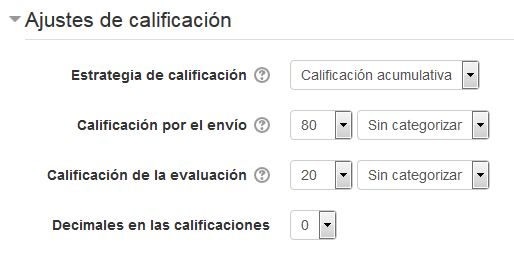 Ajustes de calificación
Estrategia de calificación ? Calificación acumulativa
Calificación por el envío ? 80 Sin categorizar
Calificación de la evaluación ? 20 Sin categorizar
Decimales en las calificaciones 0